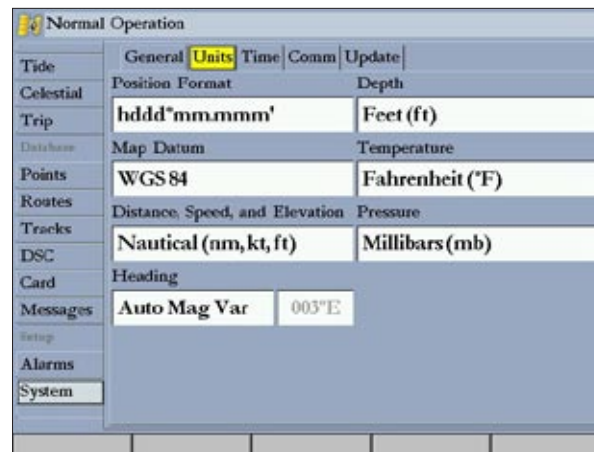 Normal Operation
General Units Time Comm Update
Tide
Celestial
Trip
Database
Points
Routes
Tracks
DSC
Card
Messages
Setup
Alarms
System
Position Format
hddd°mm.mmm'
Depth
Feet (ft)
Map Datum
WGS 84
Temperature
Fahrenheit (°F)
Distance, Speed, and Elevation
Nautical (nm, kt, ft)
Pressure
Millibars (mb)
Heading
Auto Mag Var
003°E